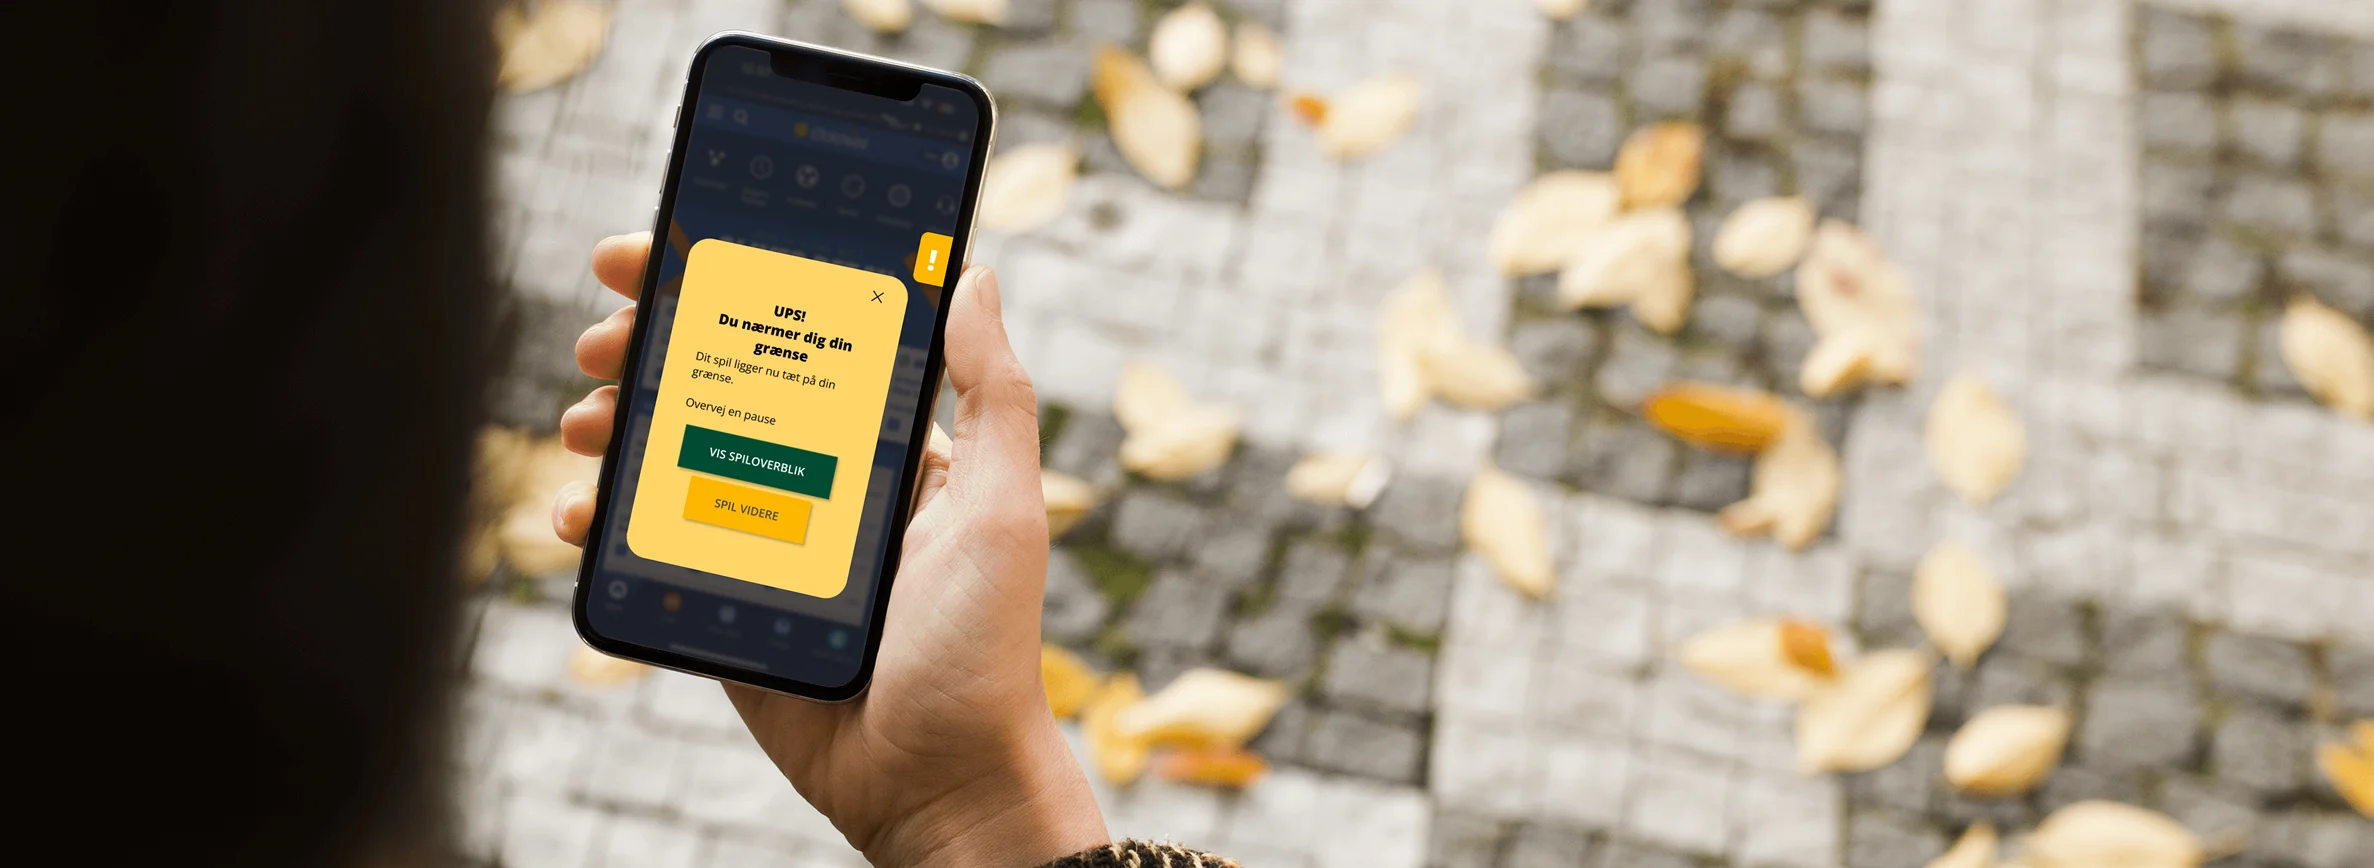 !
UPS!
Du nærmer dig din
grænse
Dit spil ligger nu tæt på din
grænse.
Overvej en pause
VIS SPILOVERBLIK
SPIL VIDERE